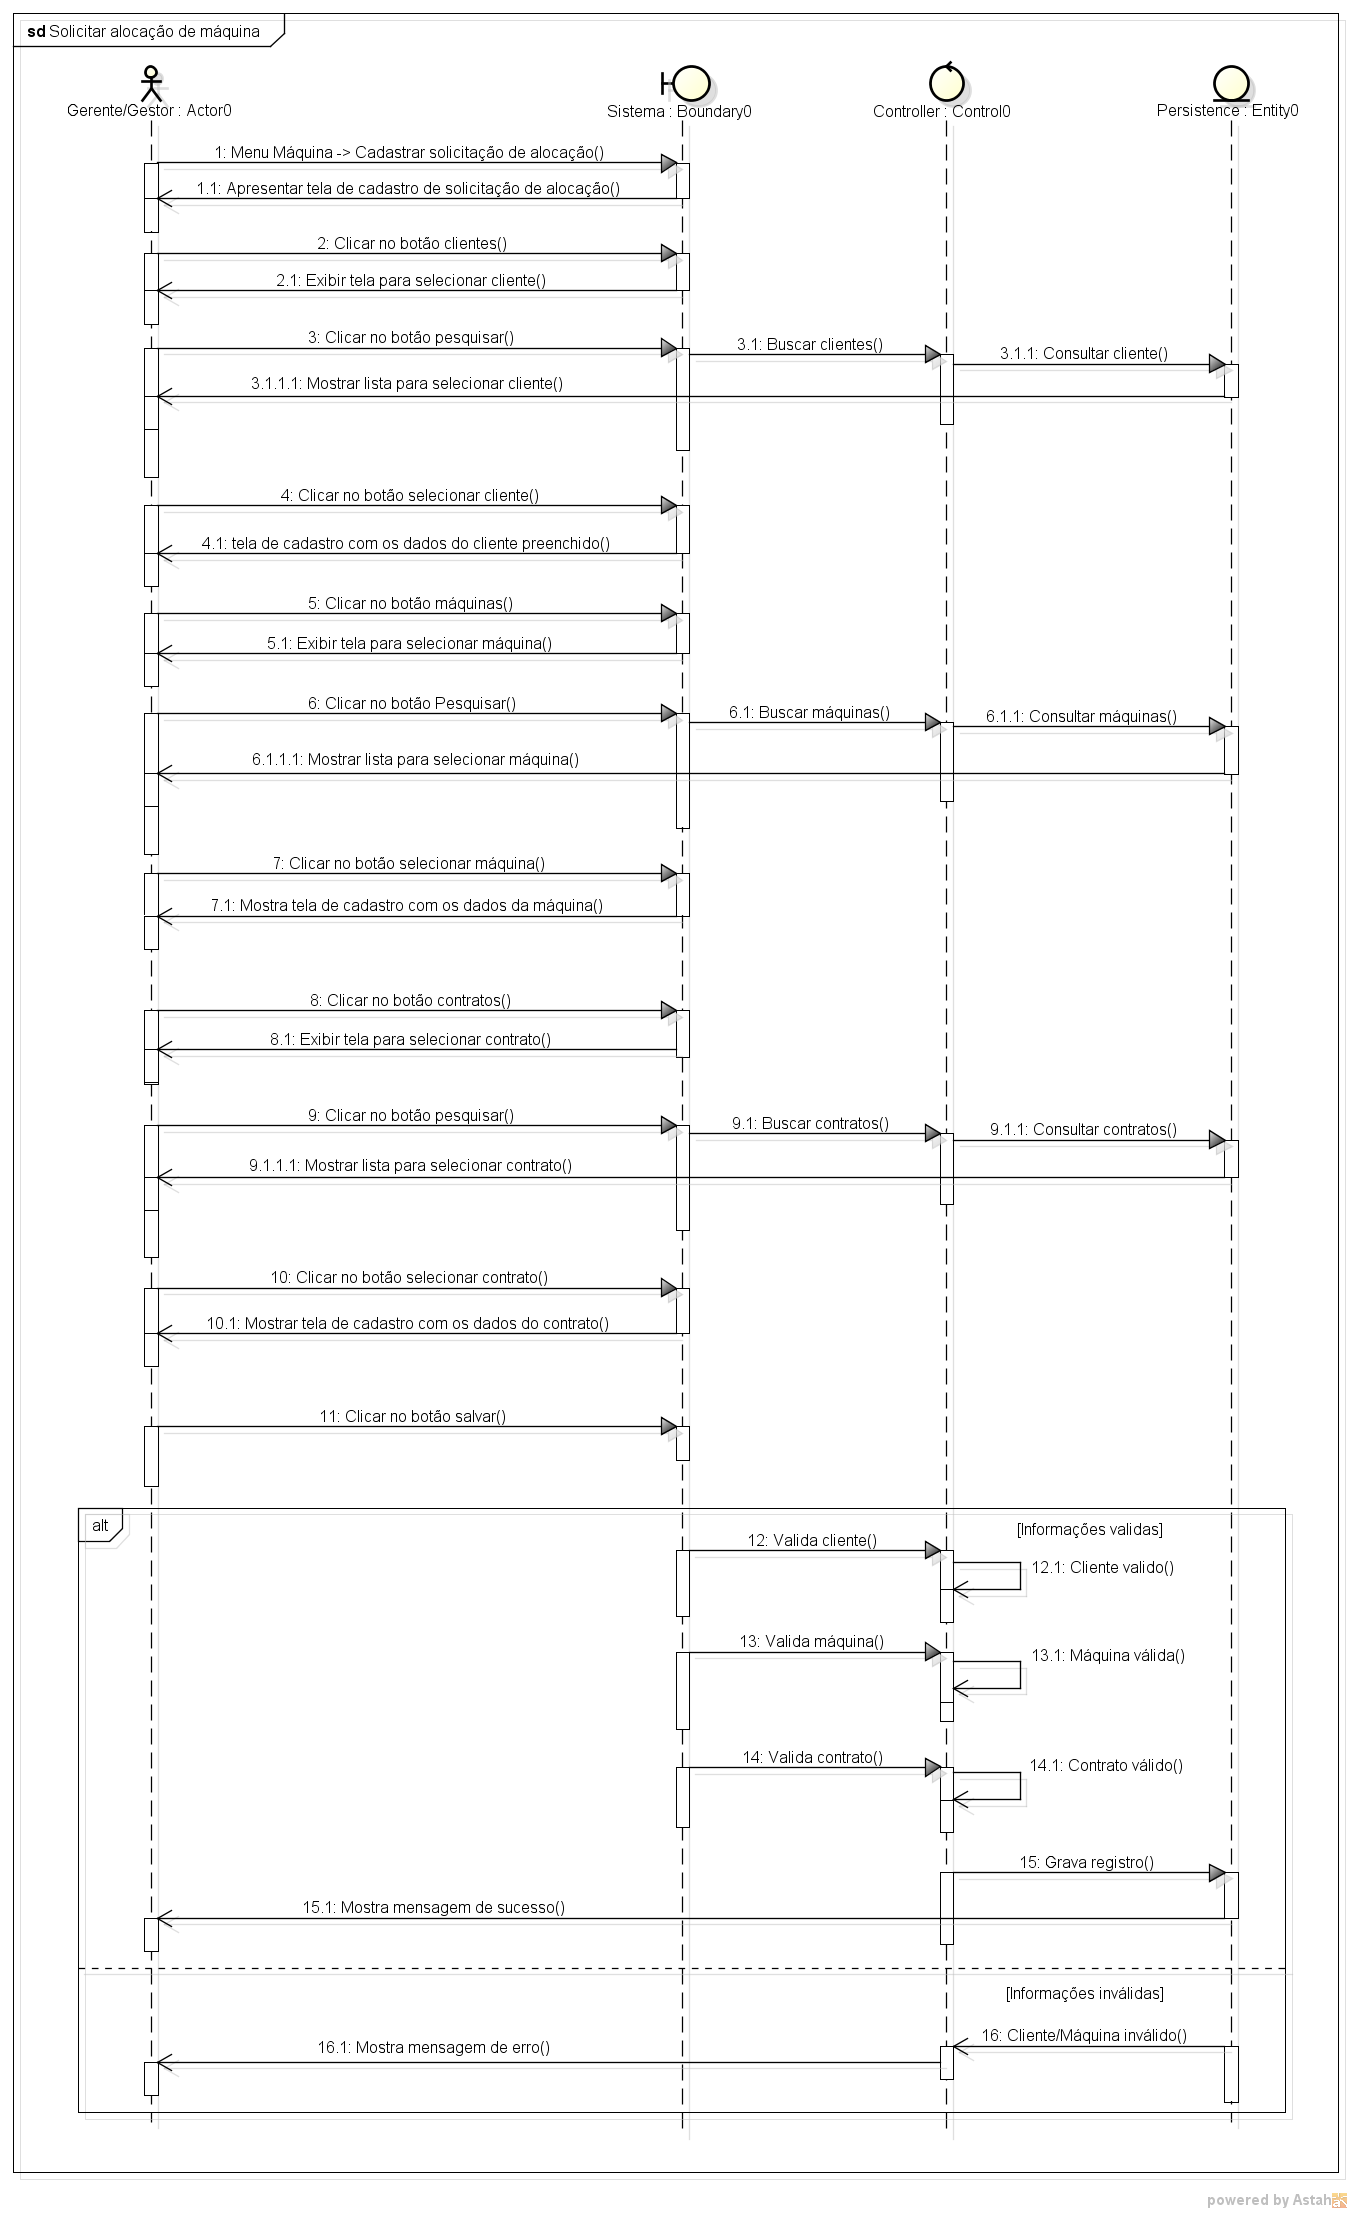 sd Solicitar alocação de máquina
Gerente/Gestor : Actor0
Sistema : Boundary0
Controller : Control0
Persistence : Entity0
1: Menu Máquina -> Cadastrar solicitação de alocação()
1.1: Apresentar tela de cadastro de solicitação de alocação()
2: Clicar no botão clientes()
2.1: Exibir tela para selecionar cliente()
3: Clicar no botão pesquisar()
3.1: Buscar clientes()
3.1.1: Consultar cliente()
3.1.1.1: Mostrar lista para selecionar cliente()
4: Clicar no botão selecionar cliente()
4.1: tela de cadastro com os dados do cliente preenchido()
5: Clicar no botão máquinas()
5.1: Exibir tela para selecionar máquina()
6: Clicar no botão Pesquisar()
6.1: Buscar máquinas()
6.1.1: Consultar máquinas()
6.1.1.1: Mostrar lista para selecionar máquina()
7: Clicar no botão selecionar máquina()
7.1: Mostra tela de cadastro com os dados da máquina()
8: Clicar no botão contratos()
8.1: Exibir tela para selecionar contrato()
9: Clicar no botão pesquisar()
9.1: Buscar contratos()
9.1.1: Consultar contratos()
9.1.1.1: Mostrar lista para selecionar contrato()
10: Clicar no botão selecionar contrato()
10.1: Mostrar tela de cadastro com os dados do contrato()
11: Clicar no botão salvar()
alt
[Informações validas]
12: Valida cliente()
12.1: Cliente valido()
13: Valida máquina()
13.1: Máquina válida()
14: Valida contrato()
14.1: Contrato válido()
15: Grava registro()
15.1: Mostra mensagem de sucesso()
[Informações inválidas]
16: Cliente/Máquina inválido()
16.1: Mostra mensagem de erro()
powered by Astah